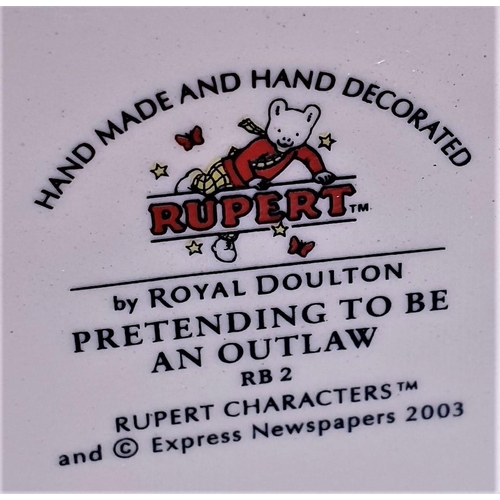 HAND MADE AND HAND DECORATED
RUPERT™
by ROYAL DOULTON
PRETENDING TO BE
AN OUTLAW
RB 2
RUPERT CHARACTERS™
and © Express Newspapers 2003